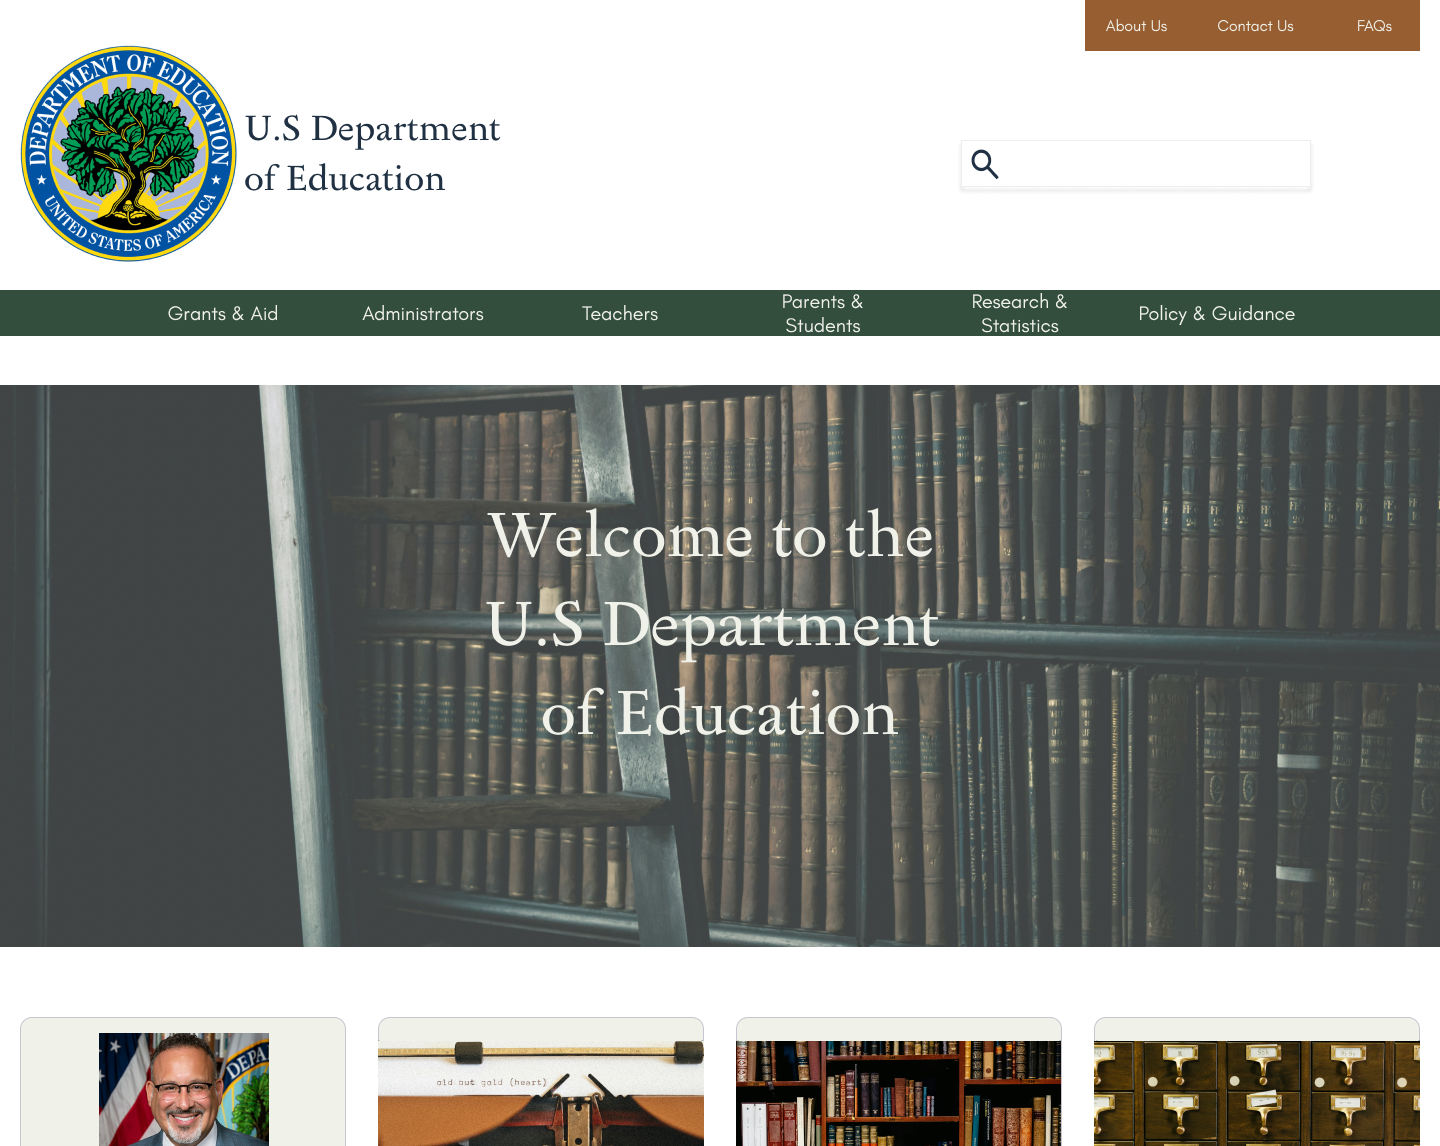 About Us
Contact Us
FAQs
DEPARTMENT OF EDUCATION
UNITED STATES OF AMERICA
U.S Department
of Education
Grants & Aid
Administrators
Teachers
Parents &
Students
Research &
Statistics
Policy & Guidance
Welcome to the
U.S Department
of Education
DEPA
old but gold (heart)